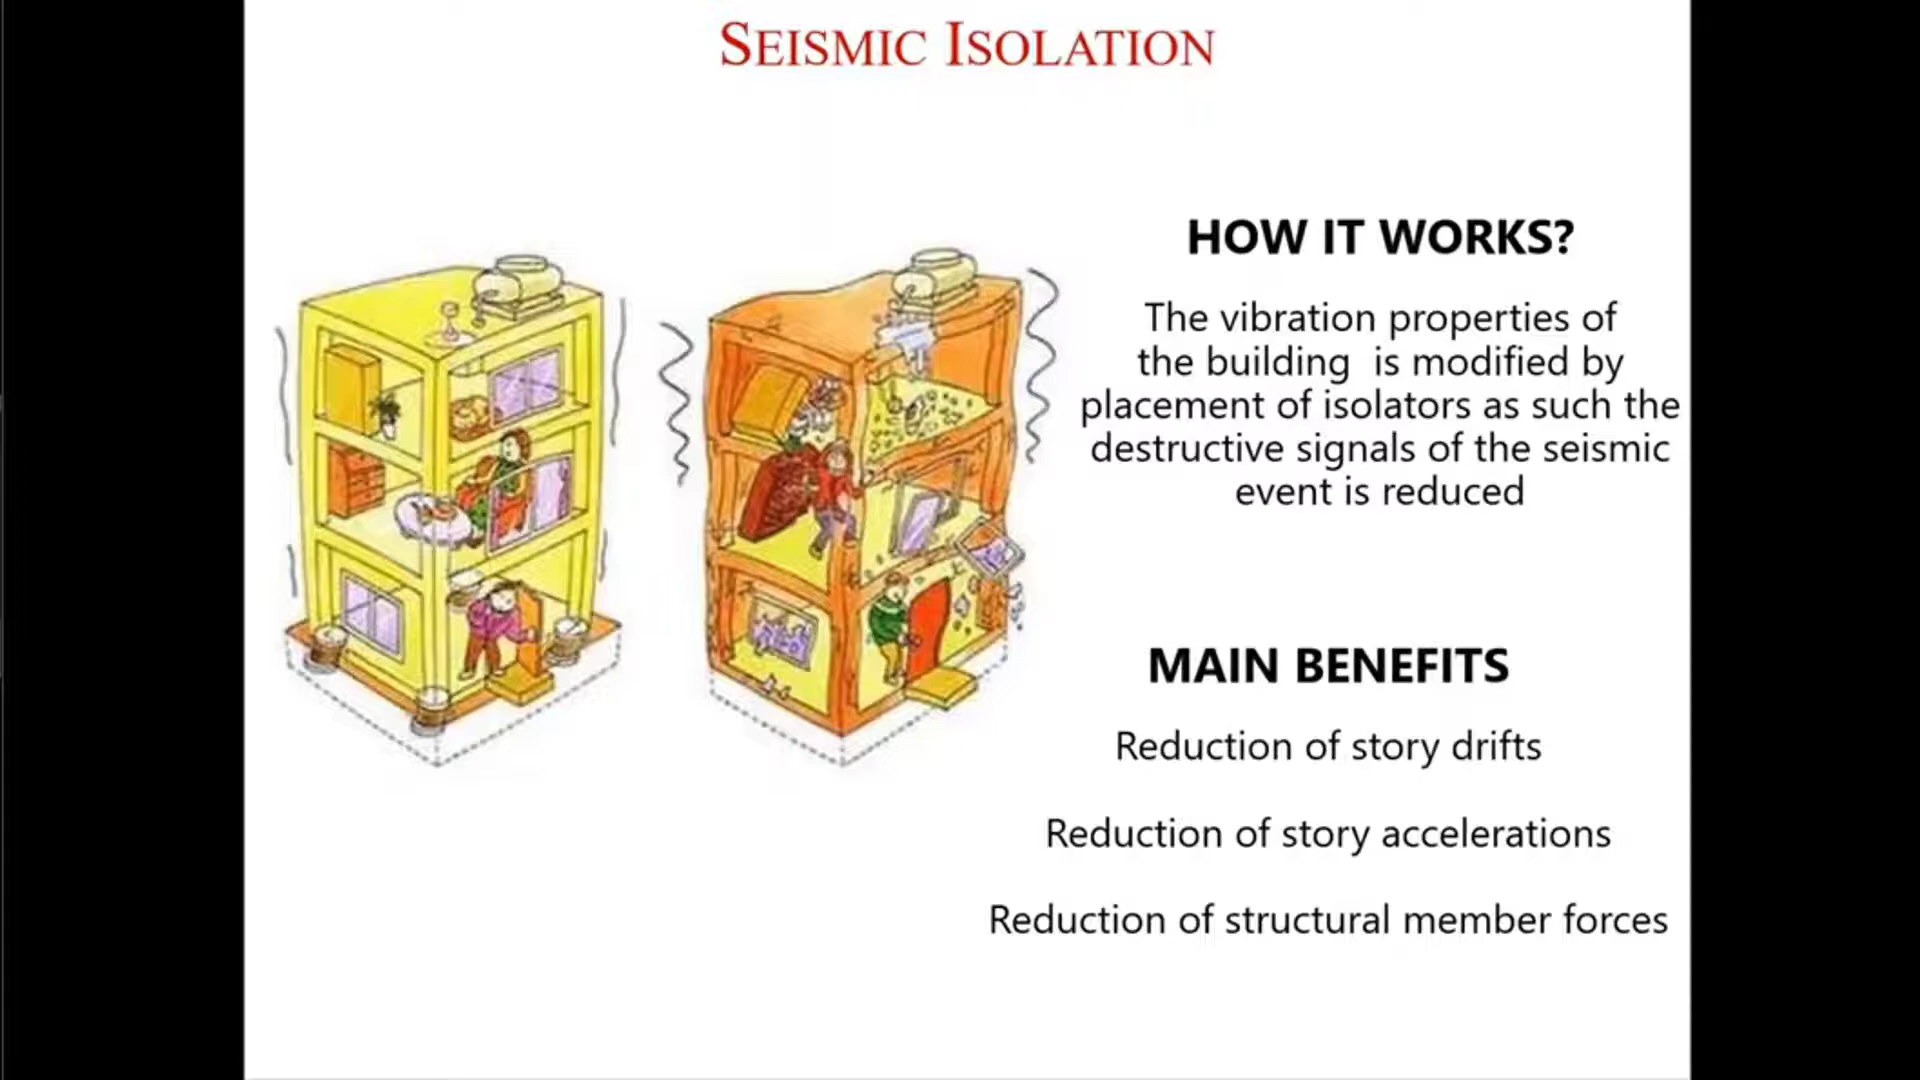 SEISMIC ISOLATION
HOW IT WORKS?
The vibration properties of
the building  is modified by
placement of isolators as such the
destructive signals of the seismic
event is reduced
MAIN BENEFITS
Reduction of story drifts
Reduction of story accelerations
Reduction of structural member forces